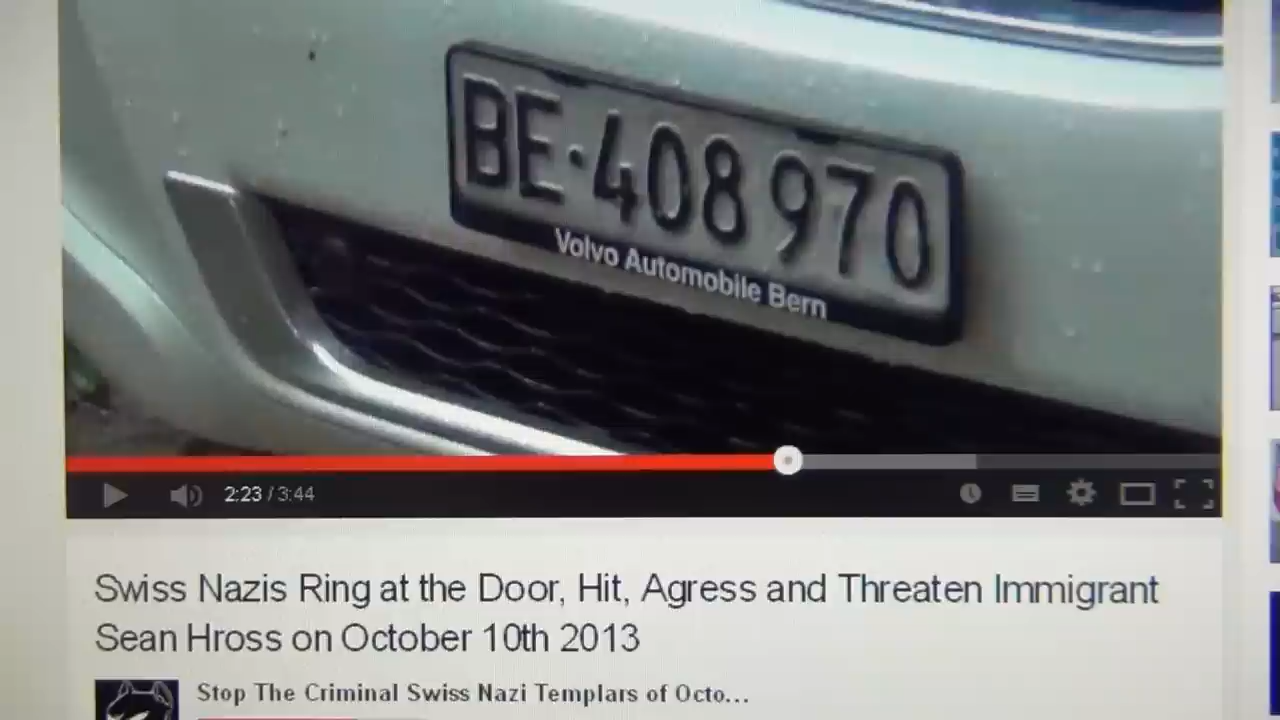 BE·408 970
Volvo Automobile Bern
2:23 / 3:44
Swiss Nazis Ring at the Door, Hit, Agress and Threaten Immigrant
Sean Hross on October 10th 2013
Stop The Criminal Swiss Nazi Templars of Octo...